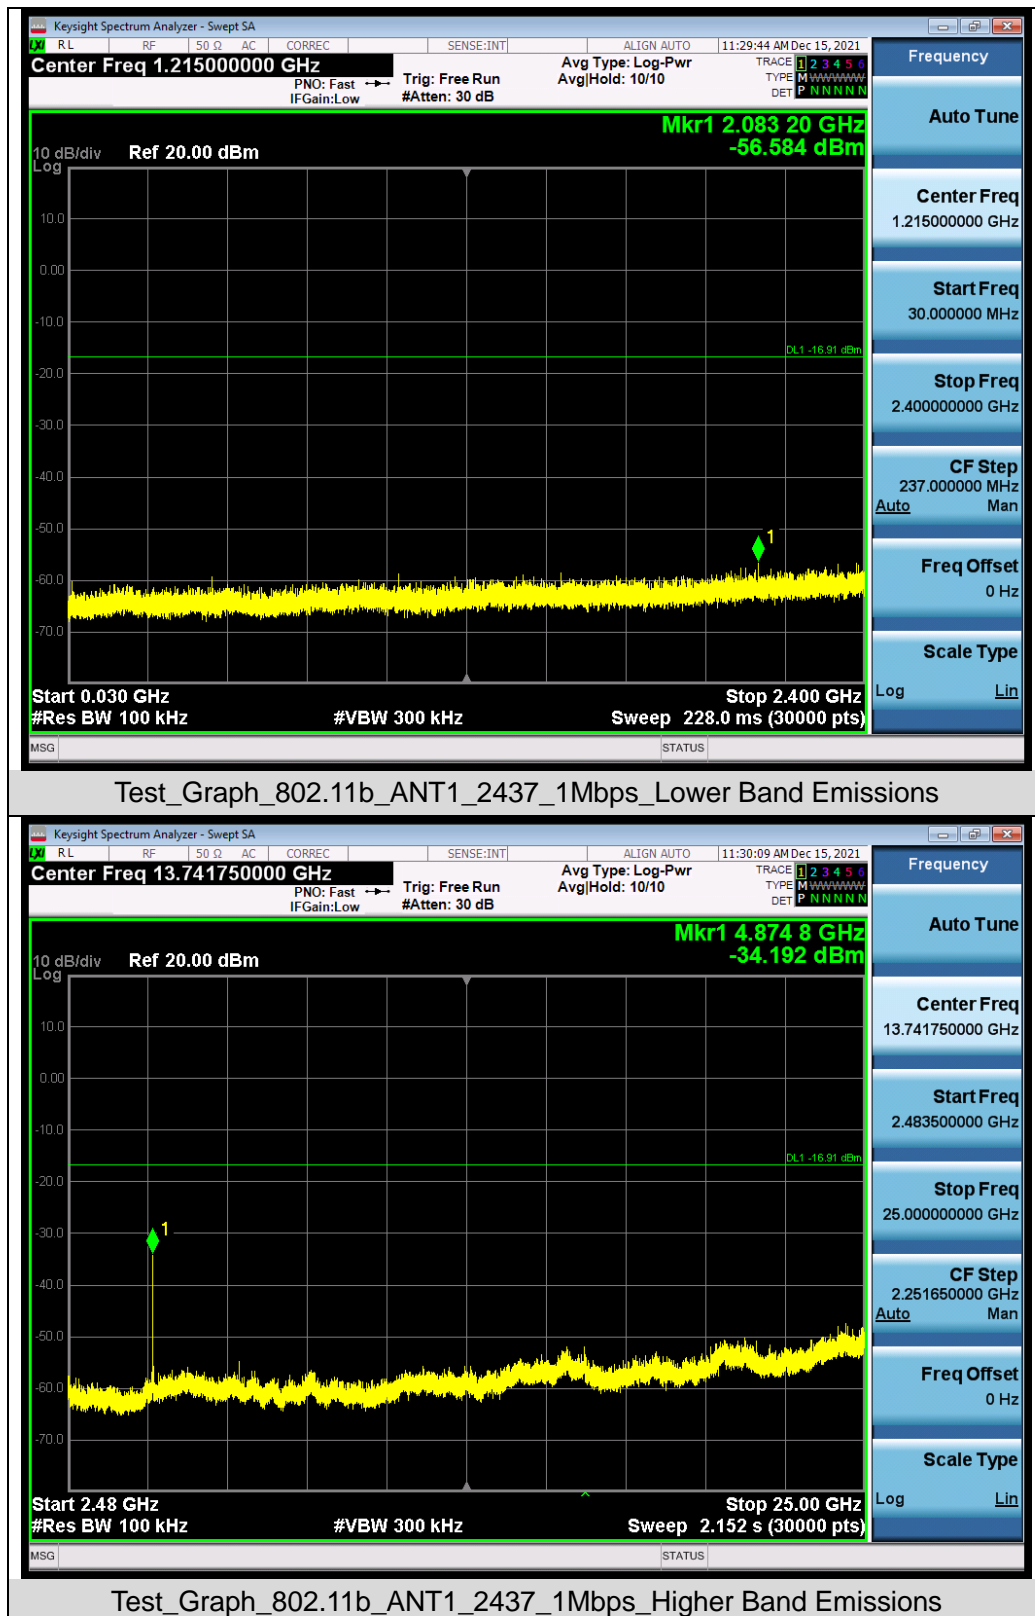 Keysight Spectrum Analyzer - Swept SA
LXI RL RF 50 Ω AC CORREC SENSE:INT ALIGN AUTO 11:29:44 AM Dec 15, 2021
Center Freq 1.215000000 GHz
PNO: Fast
IFGain:Low
Trig: Free Run
#Atten: 30 dB
Avg Type: Log-Pwr
Avg|Hold: 10/10
TRACE 1 2 3 4 5 6
TYPE M WWWWW
DET P N N N N N
Frequency
Mkr1 2.083 20 GHz
-56.584 dBm
10 dB/div Ref 20.00 dBm
Log
10.0
0.00
-10.0
DL1 -16.91 dBm
-20.0
-30.0
-40.0
-50.0
1
-60.0
-70.0
Start 0.030 GHz Stop 2.400 GHz
#Res BW 100 kHz #VBW 300 kHz Sweep 228.0 ms (30000 pts)
Auto Tune
Center Freq
1.215000000 GHz
Start Freq
30.000000 MHz
Stop Freq
2.400000000 GHz
CF Step
237.000000 MHz
Auto Man
Freq Offset
0 Hz
Scale Type
Log Lin
MSG STATUS
Test_Graph_802.11b_ANT1_2437_1Mbps_Lower Band Emissions
Keysight Spectrum Analyzer - Swept SA
LXI RL RF 50 Ω AC CORREC SENSE:INT ALIGN AUTO 11:30:09 AM Dec 15, 2021
Center Freq 13.741750000 GHz
PNO: Fast
IFGain:Low
Trig: Free Run
#Atten: 30 dB
Avg Type: Log-Pwr
Avg|Hold: 10/10
TRACE 1 2 3 4 5 6
TYPE M WWWWW
DET P N N N N N
Frequency
Mkr1 4.874 8 GHz
-34.192 dBm
10 dB/div Ref 20.00 dBm
Log
10.0
0.00
-10.0
DL1 -16.91 dBm
-20.0
-30.0
1
-40.0
-50.0
-60.0
-70.0
Start 2.48 GHz Stop 25.00 GHz
#Res BW 100 kHz #VBW 300 kHz Sweep 2.152 s (30000 pts)
Auto Tune
Center Freq
13.741750000 GHz
Start Freq
2.483500000 GHz
Stop Freq
25.000000000 GHz
CF Step
2.251650000 GHz
Auto Man
Freq Offset
0 Hz
Scale Type
Log Lin
MSG STATUS
Test_Graph_802.11b_ANT1_2437_1Mbps_Higher Band Emissions